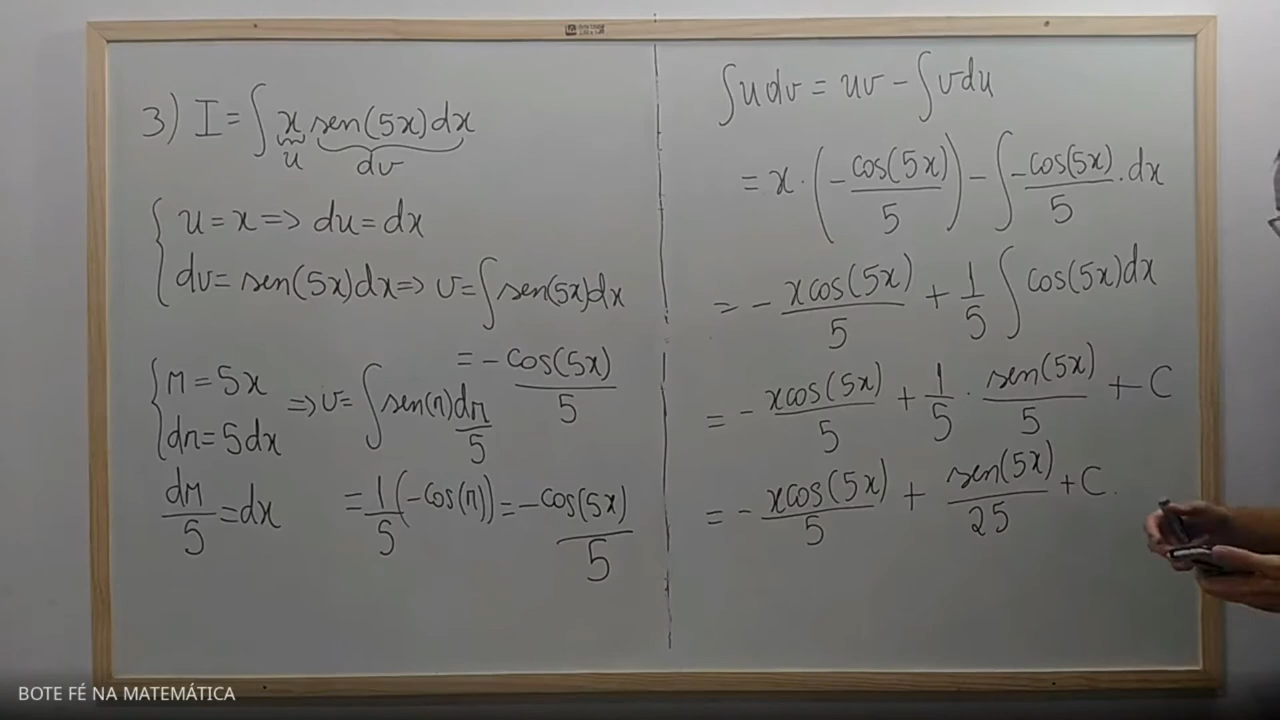 3) I = ∫ x sen(5x)dx
u dv
u = x => du = dx
dv = sen(5x)dx => v = ∫ sen(5x)dx
= -cos(5x)/5
n = 5x
dn = 5dx => v = ∫ sen(n) dn/5
dn/5 = dx = 1/5 (-cos(n)) = -cos(5x)/5
∫ u dv = uv - ∫ v du
= x · (-cos(5x)/5) - ∫ -cos(5x)/5 . dx
= - xcos(5x)/5 + 1/5 ∫ cos(5x)dx
= - xcos(5x)/5 + 1/5 · sen(5x)/5 + C
= - xcos(5x)/5 + sen(5x)/25 + C.
BOTE FÉ NA MATEMÁTICA